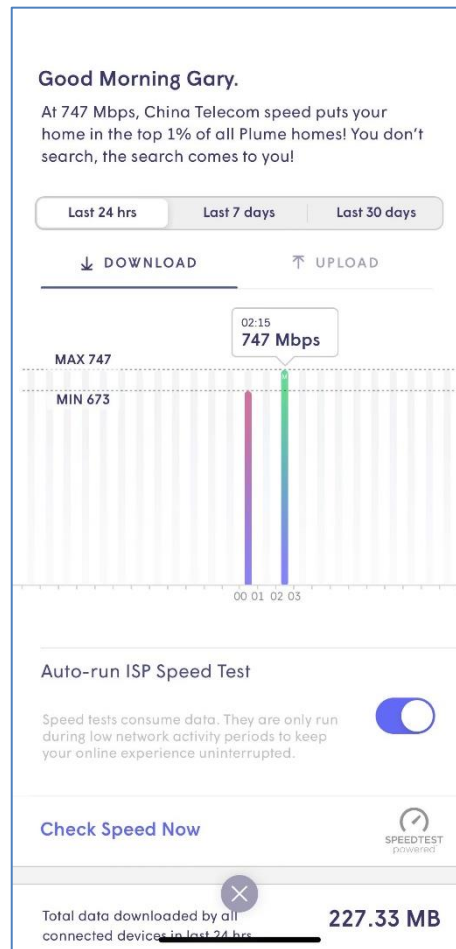 Good Morning Gary.
At 747 Mbps, China Telecom speed puts your
home in the top 1% of all Plume homes! You don't
search, the search comes to you!
Last 24 hrs Last 7 days Last 30 days
DOWNLOAD UPLOAD
02:15
747 Mbps
MAX 747
M
MIN 673
00 01 02 03
Auto-run ISP Speed Test
Speed tests consume data. They are only run
during low network activity periods to keep
your online experience uninterrupted.
Check Speed Now
SPEEDTEST
powered
Total data downloaded by all
227.33 MB
connected devices in last 24 hrs